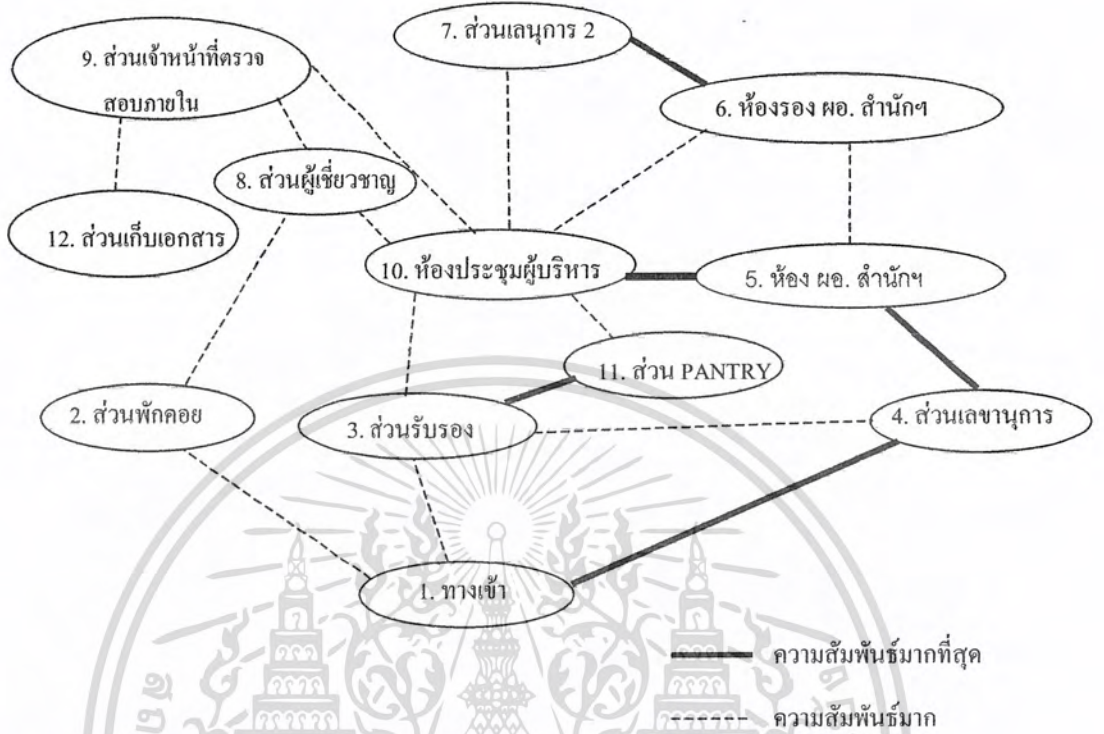 7. ส่วนเลนุการ 2
9. ส่วนเจ้าหน้าที่ตรวจ
สอบภายใน
6. ห้องรอง ผอ. สำนักฯ
8. ส่วนผู้เชี่ยวชาญ
12. ส่วนเก็บเอกสาร
10. ห้องประชุมผู้บริหาร
5. ห้อง ผอ. สำนักฯ
11. ส่วน PANTRY
2. ส่วนพักคอย
3. ส่วนรับรอง
4. ส่วนเลขานุการ
1. ทางเข้า
ความสัมพันธ์มากที่สุด
ความสัมพันธ์มาก